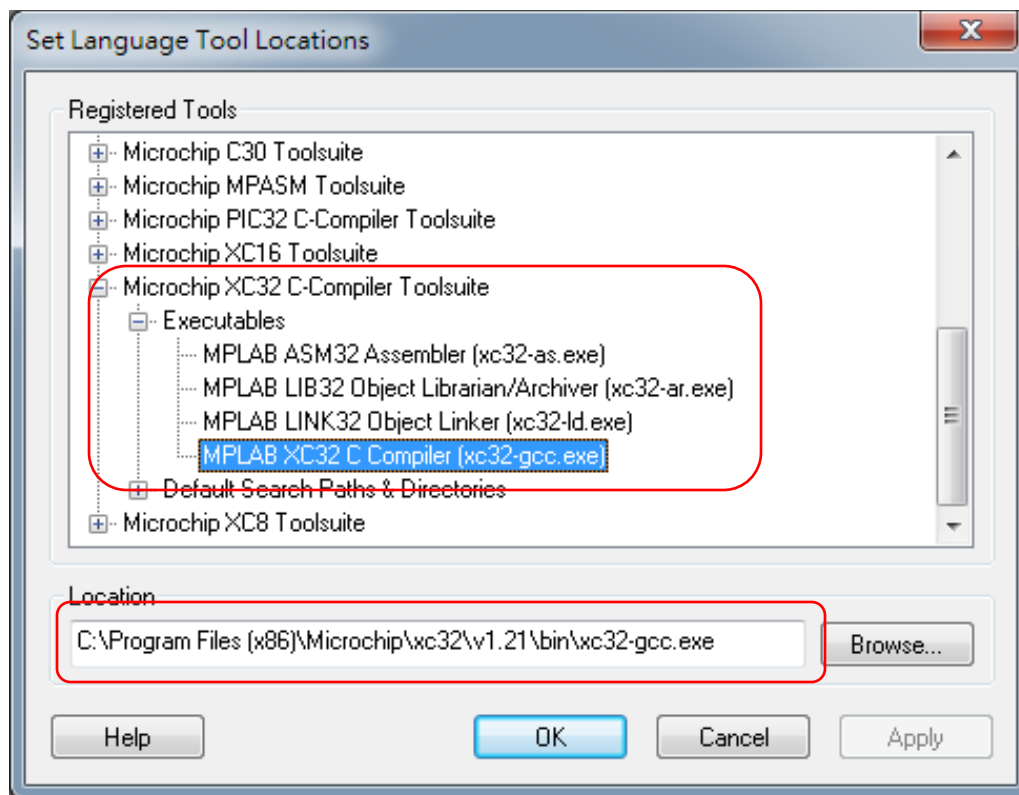 Set Language Tool Locations
Registered Tools
Microchip C30 Toolsuite
Microchip MPASM Toolsuite
Microchip PIC32 C-Compiler Toolsuite
Microchip XC16 Toolsuite
Microchip XC32 C-Compiler Toolsuite
Executables
MPLAB ASM32 Assembler (xc32-as.exe)
MPLAB LIB32 Object Librarian/Archiver (xc32-ar.exe)
MPLAB LINK32 Object Linker (xc32-ld.exe)
MPLAB XC32 C Compiler (xc32-gcc.exe)
Default Search Paths & Directories
Microchip XC8 Toolsuite
Location
C:\Program Files (x86)\Microchip\xc32\v1.21\bin\xc32-gcc.exe
Browse...
Help
OK
Cancel
Apply